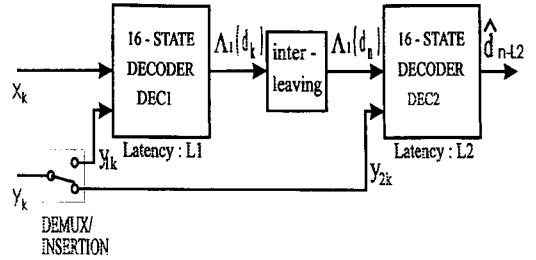 16 - STATE
DECODER
DEC1
Λ₁(dₖ)
inter -
leaving
Λ₁(dₙ)
16 - STATE
DECODER
DEC2
d̂ n-L2
Xₖ
Latency : L1
Latency : L2
y₁ₖ
y₂ₖ
yₖ
DEMUX/
INSERTION